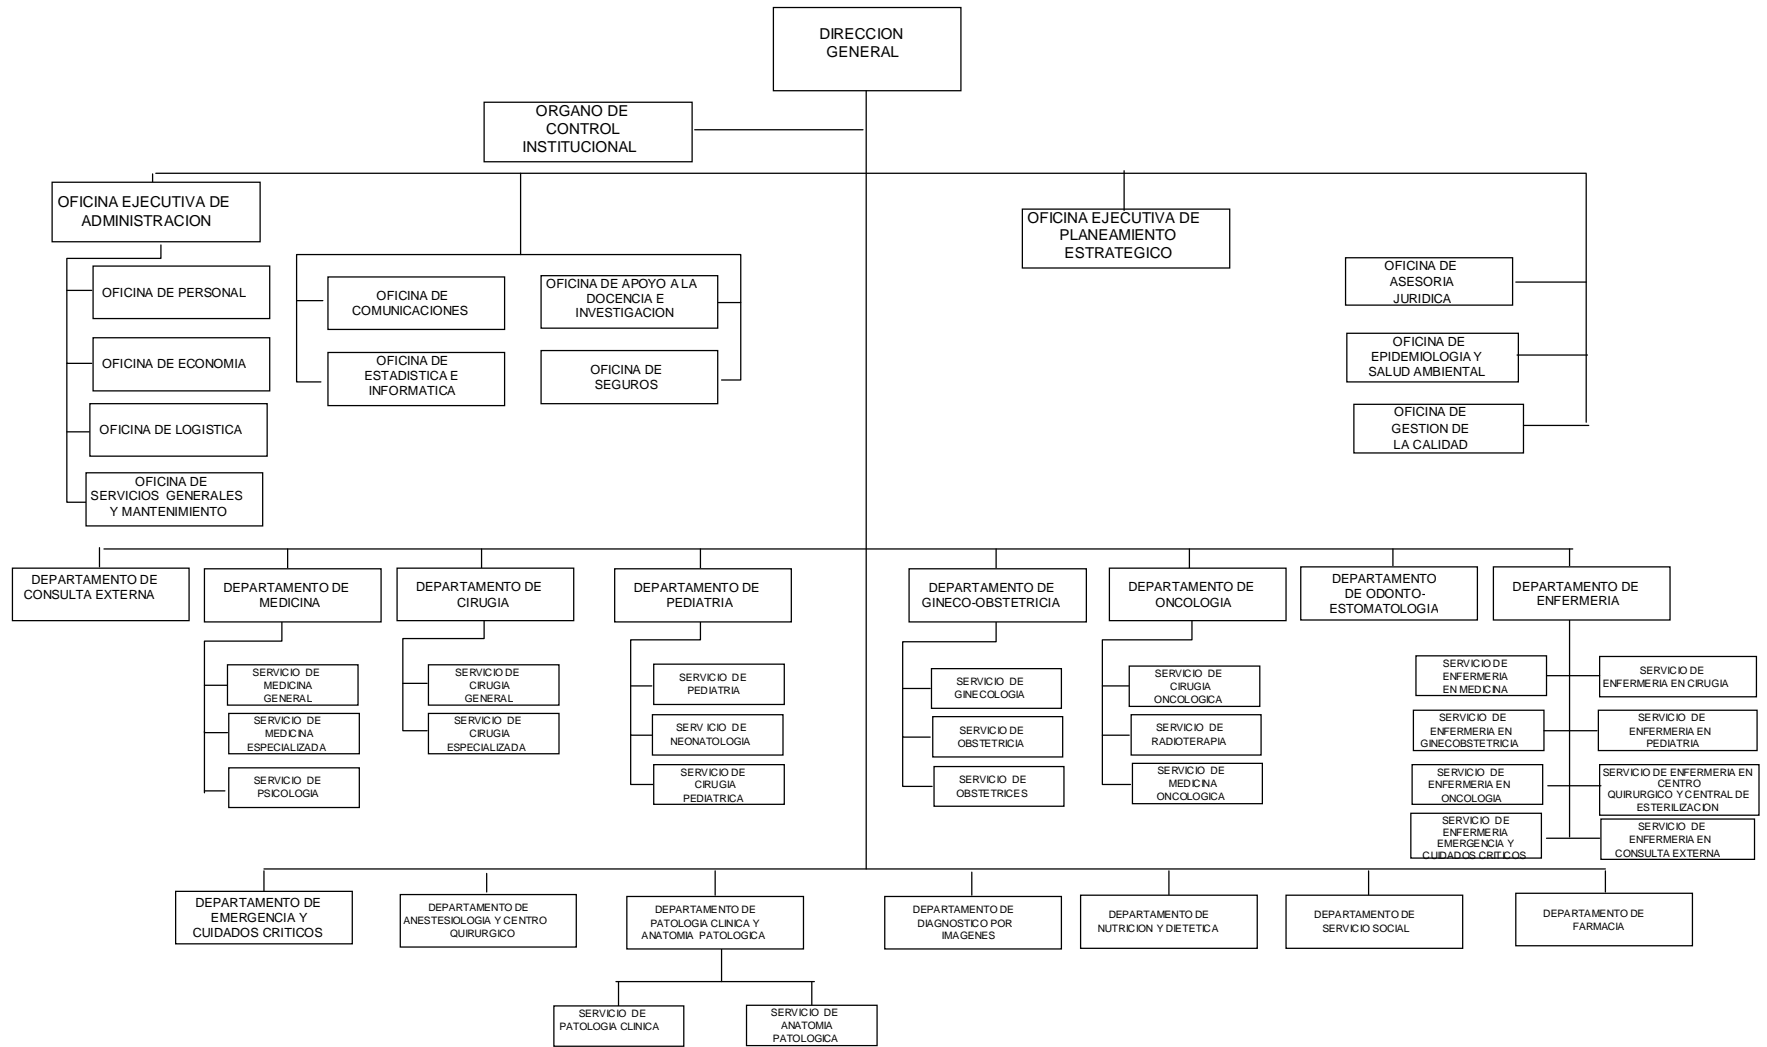 DIRECCION
GENERAL
ORGANO DE
CONTROL
INSTITUCIONAL
OFICINA EJECUTIVA DE
ADMINISTRACION
OFICINA EJECUTIVA DE
PLANEAMIENTO
ESTRATEGICO
OFICINA DE PERSONAL
OFICINA DE ECONOMIA
OFICINA DE LOGISTICA
OFICINA DE
SERVICIOS GENERALES
Y MANTENIMIENTO
OFICINA DE
COMUNICACIONES
OFICINA DE
ESTADISTICA E
INFORMATICA
OFICINA DE APOYO A LA
DOCENCIA E
INVESTIGACION
OFICINA DE
SEGUROS
OFICINA DE
ASESORIA
JURIDICA
OFICINA DE
EPIDEMIOLOGIA Y
SALUD AMBIENTAL
OFICINA DE
GESTION DE
LA CALIDAD
DEPARTAMENTO DE
CONSULTA EXTERNA
DEPARTAMENTO DE
MEDICINA
SERVICIO DE
MEDICINA
GENERAL
SERVICIO DE
MEDICINA
ESPECIALIZADA
SERVICIO DE
PSICOLOGIA
DEPARTAMENTO DE
CIRUGIA
SERVICIO DE
CIRUGIA
GENERAL
SERVICIO DE
CIRUGIA
ESPECIALIZADA
DEPARTAMENTO DE
PEDIATRIA
SERVICIO DE
PEDIATRIA
SERVICIO DE
NEONATOLOGIA
SERVICIO DE
CIRUGIA
PEDIATRICA
DEPARTAMENTO DE
GINECO-OBSTETRICIA
SERVICIO DE
GINECOLOGIA
SERVICIO DE
OBSTETRICIA
SERVICIO DE
OBSTETRICES
DEPARTAMENTO DE
ONCOLOGIA
SERVICIO DE
CIRUGIA
ONCOLOGICA
SERVICIO DE
RADIOTERAPIA
SERVICIO DE
MEDICINA
ONCOLOGICA
DEPARTAMENTO
DE ODONTO-
ESTOMATOLOGIA
DEPARTAMENTO DE
ENFERMERIA
SERVICIO DE
ENFERMERIA
EN MEDICINA
SERVICIO DE
ENFERMERIA EN CIRUGIA
SERVICIO DE
ENFERMERIA EN
GINECOBSTETRICIA
SERVICIO DE
ENFERMERIA EN
PEDIATRIA
SERVICIO DE
ENFERMERIA EN
ONCOLOGIA
SERVICIO DE ENFERMERIA EN
CENTRO
QUIRURGICO Y CENTRAL DE
ESTERILIZACION
SERVICIO DE
ENFERMERIA
EMERGENCIA Y
CUIDADOS CRITICOS
SERVICIO DE
ENFERMERIA EN
CONSULTA EXTERNA
DEPARTAMENTO DE
EMERGENCIA Y
CUIDADOS CRITICOS
DEPARTAMENTO DE
ANESTESIOLOGIA Y CENTRO
QUIRURGICO
DEPARTAMENTO DE
PATOLOGIA CLINICA Y
ANATOMIA PATOLOGICA
DEPARTAMENTO DE
DIAGNOSTICO POR
IMAGENES
DEPARTAMENTO DE
NUTRICION Y DIETETICA
DEPARTAMENTO DE
SERVICIO SOCIAL
DEPARTAMENTO DE
FARMACIA
SERVICIO DE
PATOLOGIA CLINICA
SERVICIO DE
ANATOMIA
PATOLOGICA